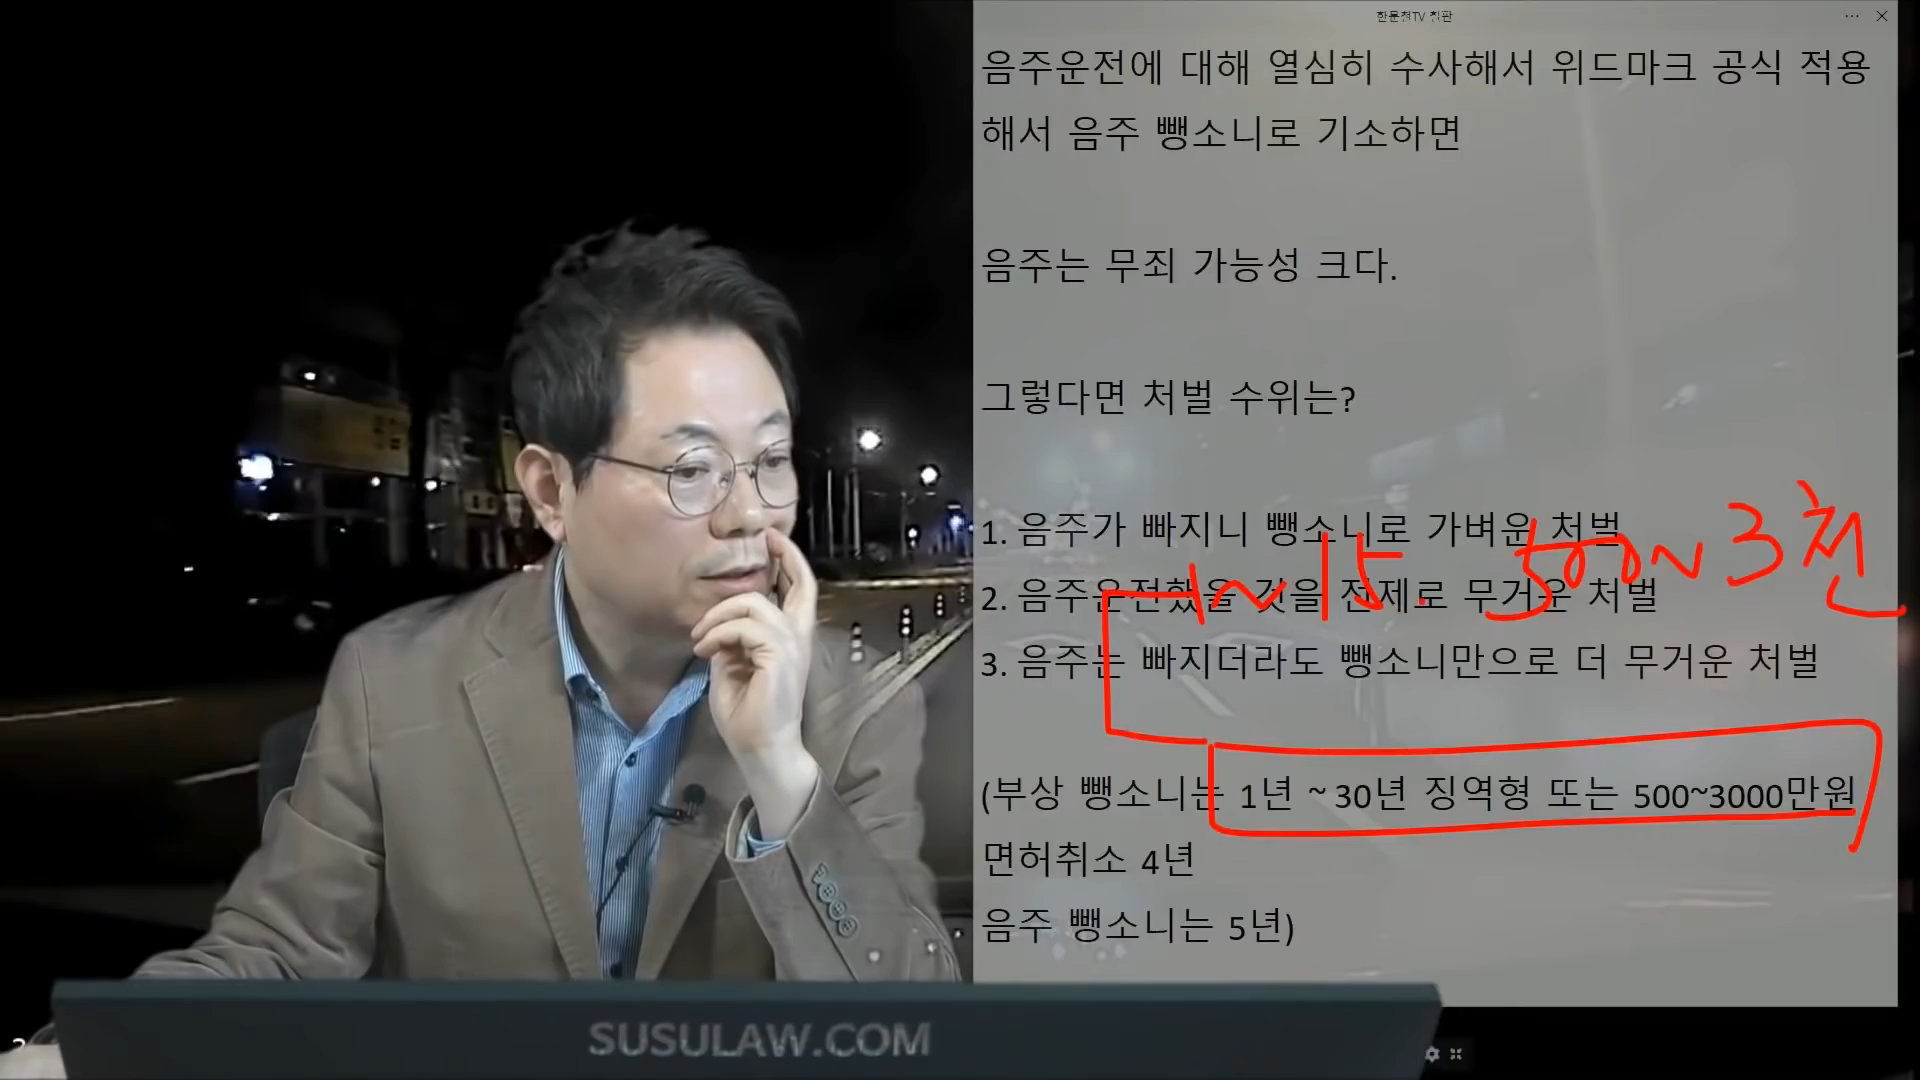 한문철TV 칠판
음주운전에 대해 열심히 수사해서 위드마크 공식 적용
해서 음주 뺑소니로 기소하면
음주는 무죄 가능성 크다.
그렇다면 처벌 수위는?
1. 음주가 빠지니 뺑소니로 가벼운 처벌
1~15. 500~3천
2. 음주운전했을 것을 전제로 무거운 처벌
3. 음주는 빠지더라도 뺑소니만으로 더 무거운 처벌
(부상 뺑소니는 1년 ~ 30년 징역형 또는 500~3000만원
면허취소 4년
음주 뺑소니는 5년)
SUSULAW.COM